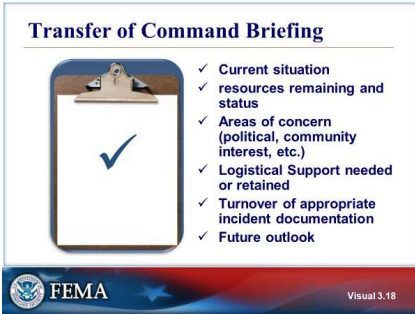 Transfer of Command Briefing
✓ Current situation
✓ resources remaining and
status
✓ Areas of concern
(political, community
interest, etc.)
✓ Logistical Support needed
or retained
✓ Turnover of appropriate
incident documentation
✓ Future outlook
FEMA
Visual 3.18